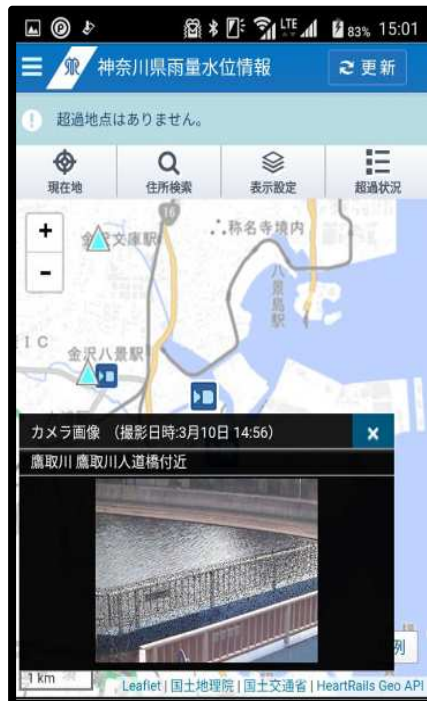 LTE 83% 15:01
神奈川県雨量水位情報 更新
超過地点はありません。
現在地 住所検索 表示設定 超過状況
16
+
文庫駅
称名寺境内
八景島駅
−
IC
金沢八景駅
カメラ画像 (撮影日時:3月10日 14:56) ×
鷹取川 鷹取川人道橋付近
例
1 km
Leaflet | 国土地理院 | 国土交通省 | HeartRails Geo API